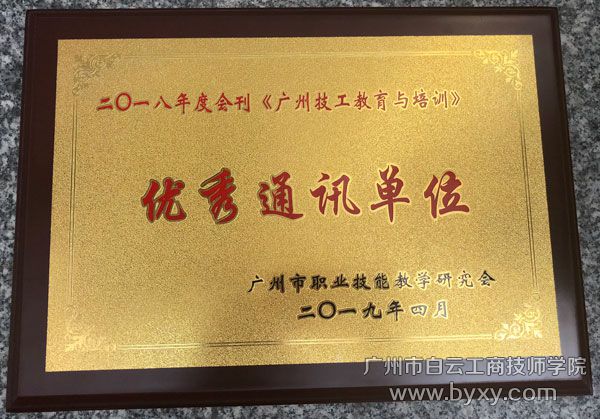 二〇一八年度会刊《广州技工教育与培训》
优秀通讯单位
广州市职业技能教学研究会
二〇一九年四月
广州市白云工商技师学院
www.byxy.com